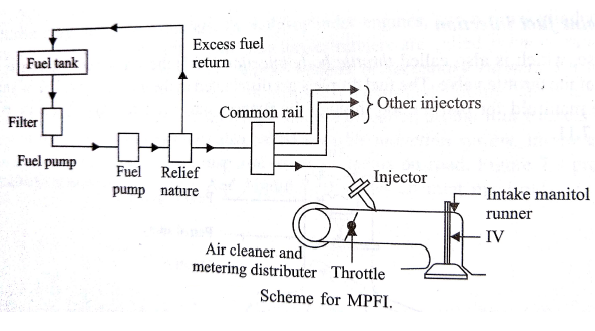 Excess fuel
return
Fuel tank
Filter
Common rail
Other injectors
Fuel pump
Fuel
pump
Relief
nature
Injector
Intake manitol
runner
IV
Air cleaner and
metering distributer
Throttle
Scheme for MPFI.